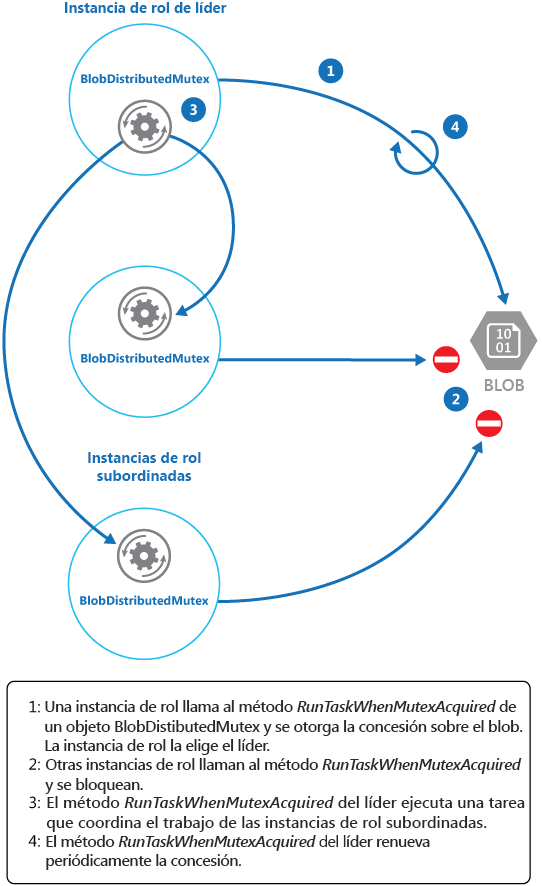 Instancia de rol de líder
BlobDistributedMutex
1
3
4
10
01
BlobDistributedMutex
BLOB
2
Instancias de rol
subordinadas
BlobDistributedMutex
1: Una instancia de rol llama al método RunTaskWhenMutexAcquired de
un objeto BlobDistibutedMutex y se otorga la concesión sobre el blob.
La instancia de rol la elige el líder.
2: Otras instancias de rol llaman al método RunTaskWhenMutexAcquired
y se bloquean.
3: El método RunTaskWhenMutexAcquired del líder ejecuta una tarea
que coordina el trabajo de las instancias de rol subordinadas.
4: El método RunTaskWhenMutexAcquired del líder renueva
periódicamente la concesión.